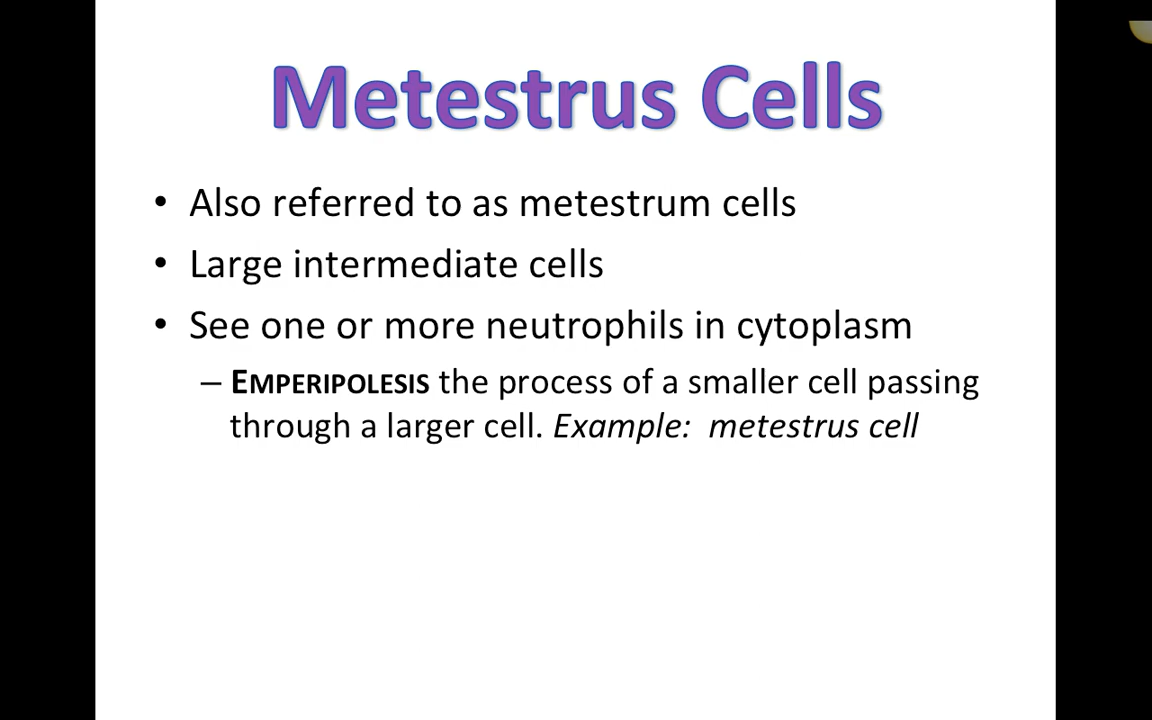 Metestrus Cells
• Also referred to as metestrum cells
• Large intermediate cells
• See one or more neutrophils in cytoplasm
– EMPERIPOLESIS the process of a smaller cell passing
through a larger cell. Example: metestrus cell